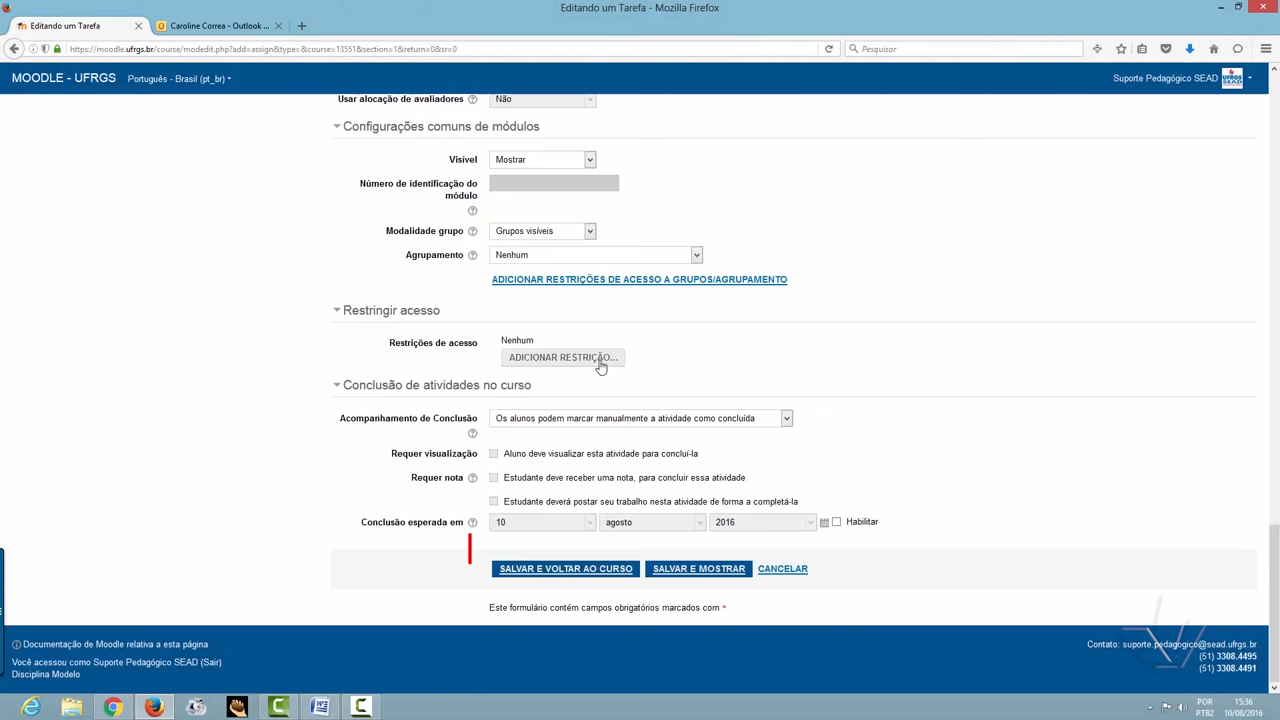 Editando um Tarefa - Mozilla Firefox
Editando um Tarefa
Caroline Correa - Outlook ...
https://moodle.ufrgs.br/course/modedit.php?add=assign&type=&course=13551&section=1&return=0&sr=0
Pesquisar
MOODLE - UFRGS
Português - Brasil (pt_br)
Suporte Pedagógico SEAD
Usar alocação de avaliadores
Não
Configurações comuns de módulos
Visível
Mostrar
Número de identificação do
módulo
Modalidade grupo
Grupos visíveis
Agrupamento
Nenhum
ADICIONAR RESTRIÇÕES DE ACESSO A GRUPOS/AGRUPAMENTO
Restringir acesso
Restrições de acesso
Nenhum
ADICIONAR RESTRIÇÃO...
Conclusão de atividades no curso
Acompanhamento de Conclusão
Os alunos podem marcar manualmente a atividade como concluída
Requer visualização
Aluno deve visualizar esta atividade para concluí-la
Requer nota
Estudante deve receber uma nota, para concluir essa atividade
Estudante deverá postar seu trabalho nesta atividade de forma a completá-la
Conclusão esperada em
10
agosto
2016
Habilitar
SALVAR E VOLTAR AO CURSO
SALVAR E MOSTRAR
CANCELAR
Este formulário contém campos obrigatórios marcados com *
Documentação de Moodle relativa a esta página
Você acessou como Suporte Pedagógico SEAD (Sair)
Disciplina Modelo
Contato: suporte.pedagogico@sead.ufrgs.br
(51) 3308.4495
(51) 3308.4491
POR
PTB2
15:36
10/08/2016